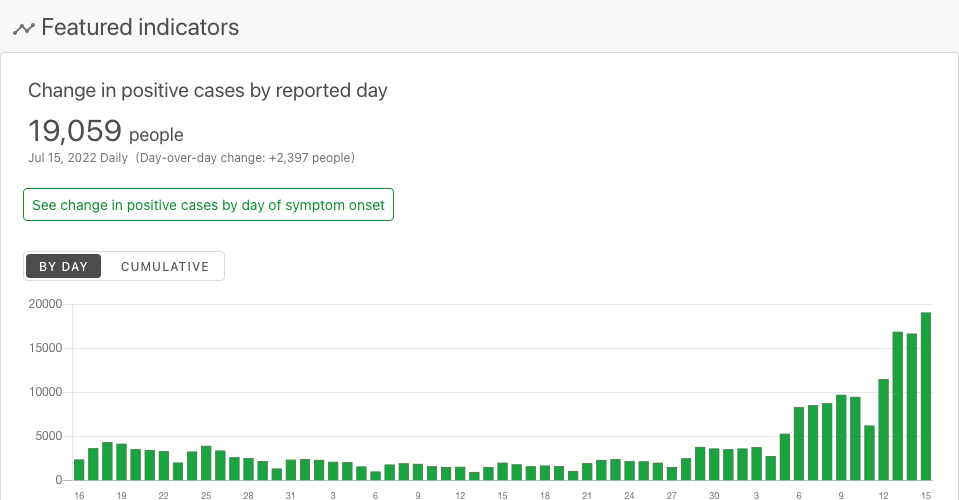 Featured indicators
Change in positive cases by reported day
19,059 people
Jul 15, 2022 Daily (Day-over-day change: +2,397 people)
See change in positive cases by day of symptom onset
BY DAY CUMULATIVE
20000
15000
10000
5000
0
16 19 22 25 28 31 3 6 9 12 15 18 21 24 27 30 3 6 9 12 15